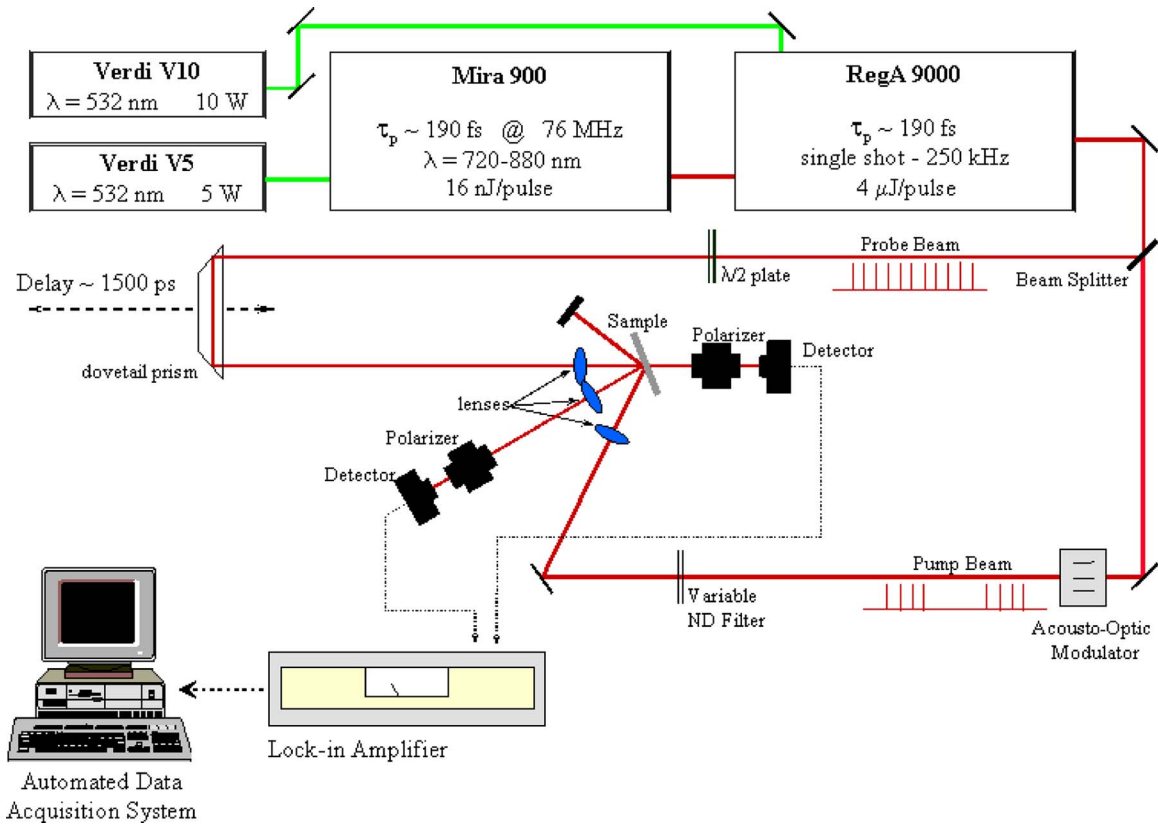 Verdi V10
λ = 532 nm 10 W
Verdi V5
λ = 532 nm 5 W
Mira 900
τp ~ 190 fs @ 76 MHz
λ = 720-880 nm
16 nJ/pulse
RegA 9000
τp ~ 190 fs
single shot - 250 kHz
4 μJ/pulse
Delay ~ 1500 ps
dovetail prism
λ/2 plate
Probe Beam
Beam Splitter
Sample
Polarizer
Detector
lenses
Polarizer
Detector
Variable
ND Filter
Pump Beam
Acousto-Optic
Modulator
Lock-in Amplifier
Automated Data
Acquisition System